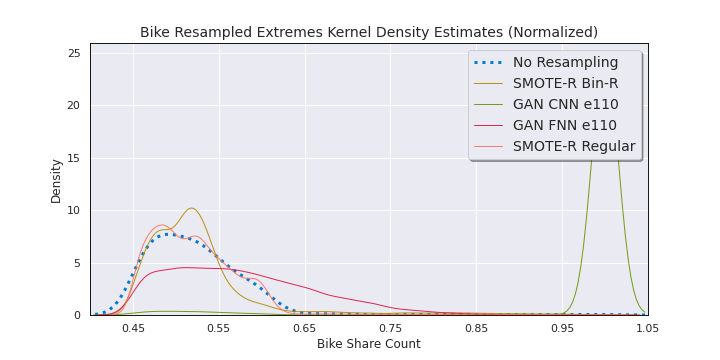 Bike Resampled Extremes Kernel Density Estimates (Normalized)
25
20
15
10
5
0
Density
No Resampling
SMOTE-R Bin-R
GAN CNN e110
GAN FNN e110
SMOTE-R Regular
0.45
0.55
0.65
0.75
0.85
0.95
1.05
Bike Share Count